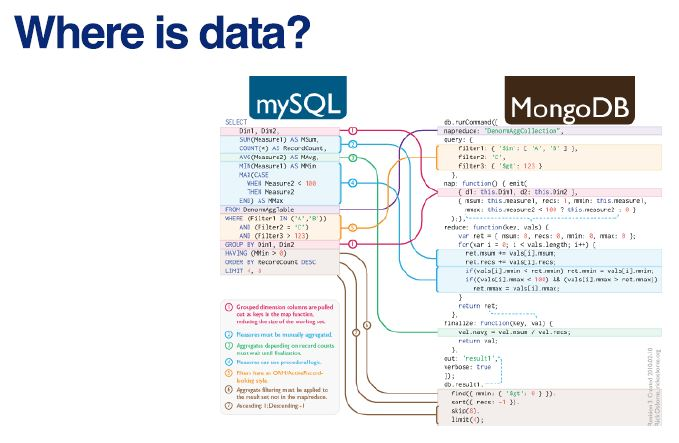 Where is data?
mySQL
SELECT
Dim1, Dim2,
SUM(Measure1) AS MSum,
COUNT(*) AS RecordCount,
AVG(Measure2) AS MAvg,
MIN(Measure1) AS MMin
MAX(CASE
WHEN Measure2 < 100
THEN Measure2
END) AS MMax
FROM DenormAggTable
WHERE (Filter1 IN ('A','B'))
AND (Filter2 = 'C')
AND (Filter3 > 123)
GROUP BY Dim1, Dim2
HAVING (MMin > 0)
ORDER BY RecordCount DESC
LIMIT 4, 8
1 Grouped dimension columns are pulled
out as keys in the map function,
reducing the size of the working set.
2 Measures must be manually aggregated.
3 Aggregates depending on record counts
must wait until finalization.
4 Measures can use procedural logic.
5 Filters have an ORM/ActiveRecord-
looking style.
6 Aggregate filtering must be applied to
the result set, not in the map/reduce.
7 Ascending: 1; Descending: -1
MongoDB
db.runCommand({
mapreduce: "DenormAggCollection",
query: {
filter1: { '$in': [ 'A', 'B' ] },
filter2: 'C',
filter3: { '$gt': 123 }
},
map: function() { emit(
{ d1: this.Dim1, d2: this.Dim2 },
{ msum: this.measure1, recs: 1, mmin: this.measure1,
mmax: this.measure2 < 100 ? this.measure2 : 0 }
);},
reduce: function(key, vals) {
var ret = { msum: 0, recs: 0, mmin: 0, mmax: 0 };
for(var i = 0; i < vals.length; i++) {
ret.msum += vals[i].msum;
ret.recs += vals[i].recs;
if(vals[i].mmin < ret.mmin) ret.mmin = vals[i].mmin;
if((vals[i].mmax < 100) && (vals[i].mmax > ret.mmax))
ret.mmax = vals[i].mmax;
}
return ret;
},
finalize: function(key, val) {
val.mavg = val.msum / val.recs;
return val;
},
out: 'result1',
verbose: true
});
db.result1.
find({ mmin: { '$gt': 0 } }).
sort({ recs: -1 }).
skip(8).
limit(4);